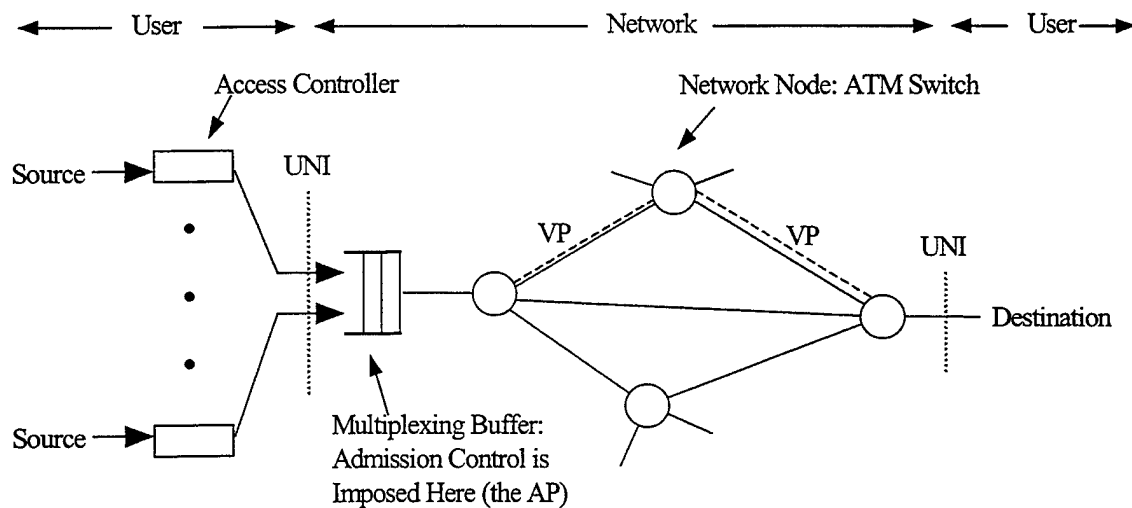 User
Network
User
Access Controller
Network Node: ATM Switch
Source
UNI
VP
VP
UNI
Destination
Source
Multiplexing Buffer:
Admission Control is
Imposed Here (the AP)